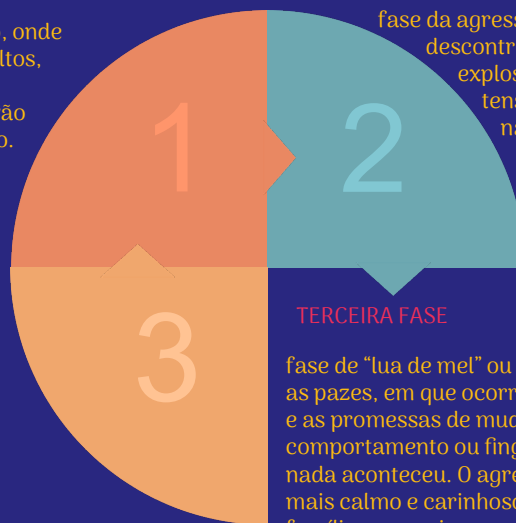 , onde
ltos,
ão
o.
1
fase da agress
descontr
explos
tens
na
2
3
TERCEIRA FASE
fase de “lua de mel” ou
as pazes, em que ocorr
e as promessas de mud
comportamento ou fing
nada aconteceu. O agre
mais calmo e carinhoso